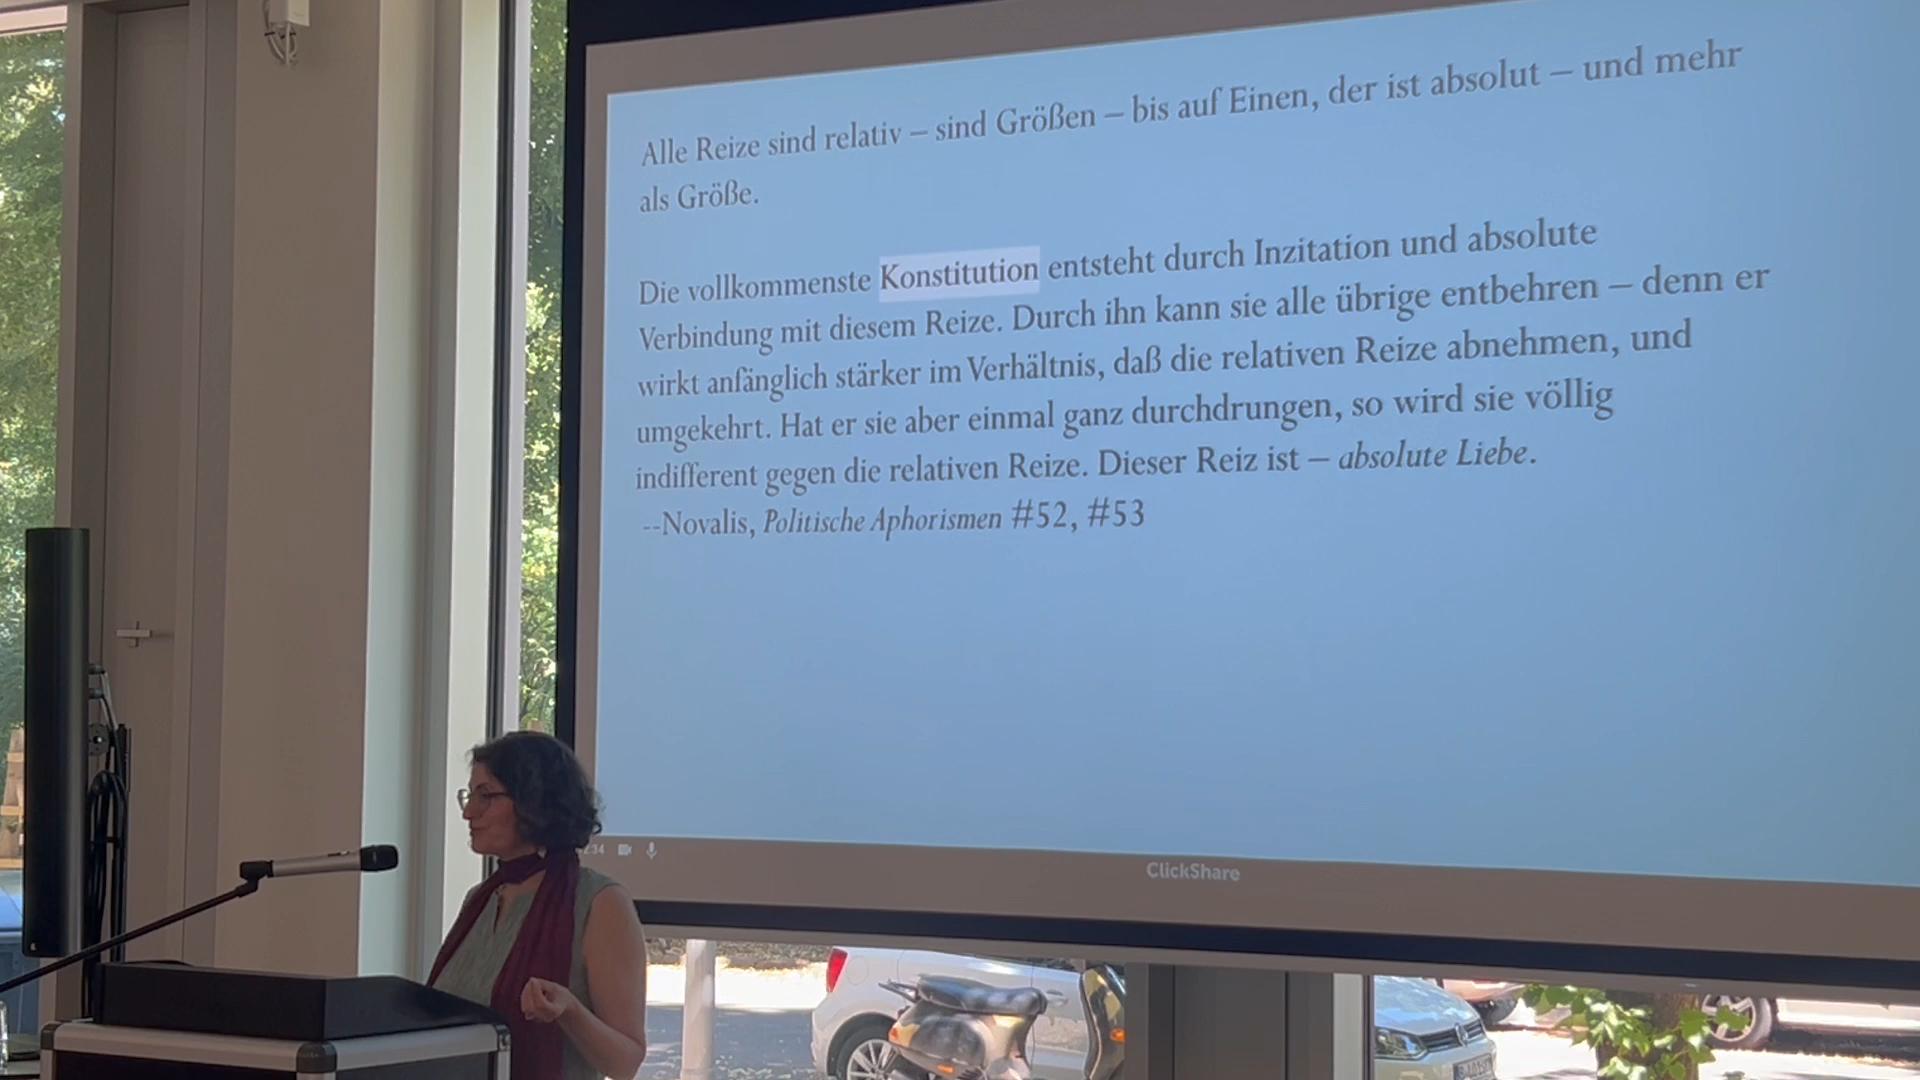 Alle Reize sind relativ – sind Größen – bis auf Einen, der ist absolut – und mehr
als Größe.
Die vollkommenste Konstitution entsteht durch Inzitation und absolute
Verbindung mit diesem Reize. Durch ihn kann sie alle übrige entbehren – denn er
wirkt anfänglich stärker im Verhältnis, daß die relativen Reize abnehmen, und
umgekehrt. Hat er sie aber einmal ganz durchdrungen, so wird sie völlig
indifferent gegen die relativen Reize. Dieser Reiz ist – absolute Liebe.
--Novalis, Politische Aphorismen #52, #53
ClickShare